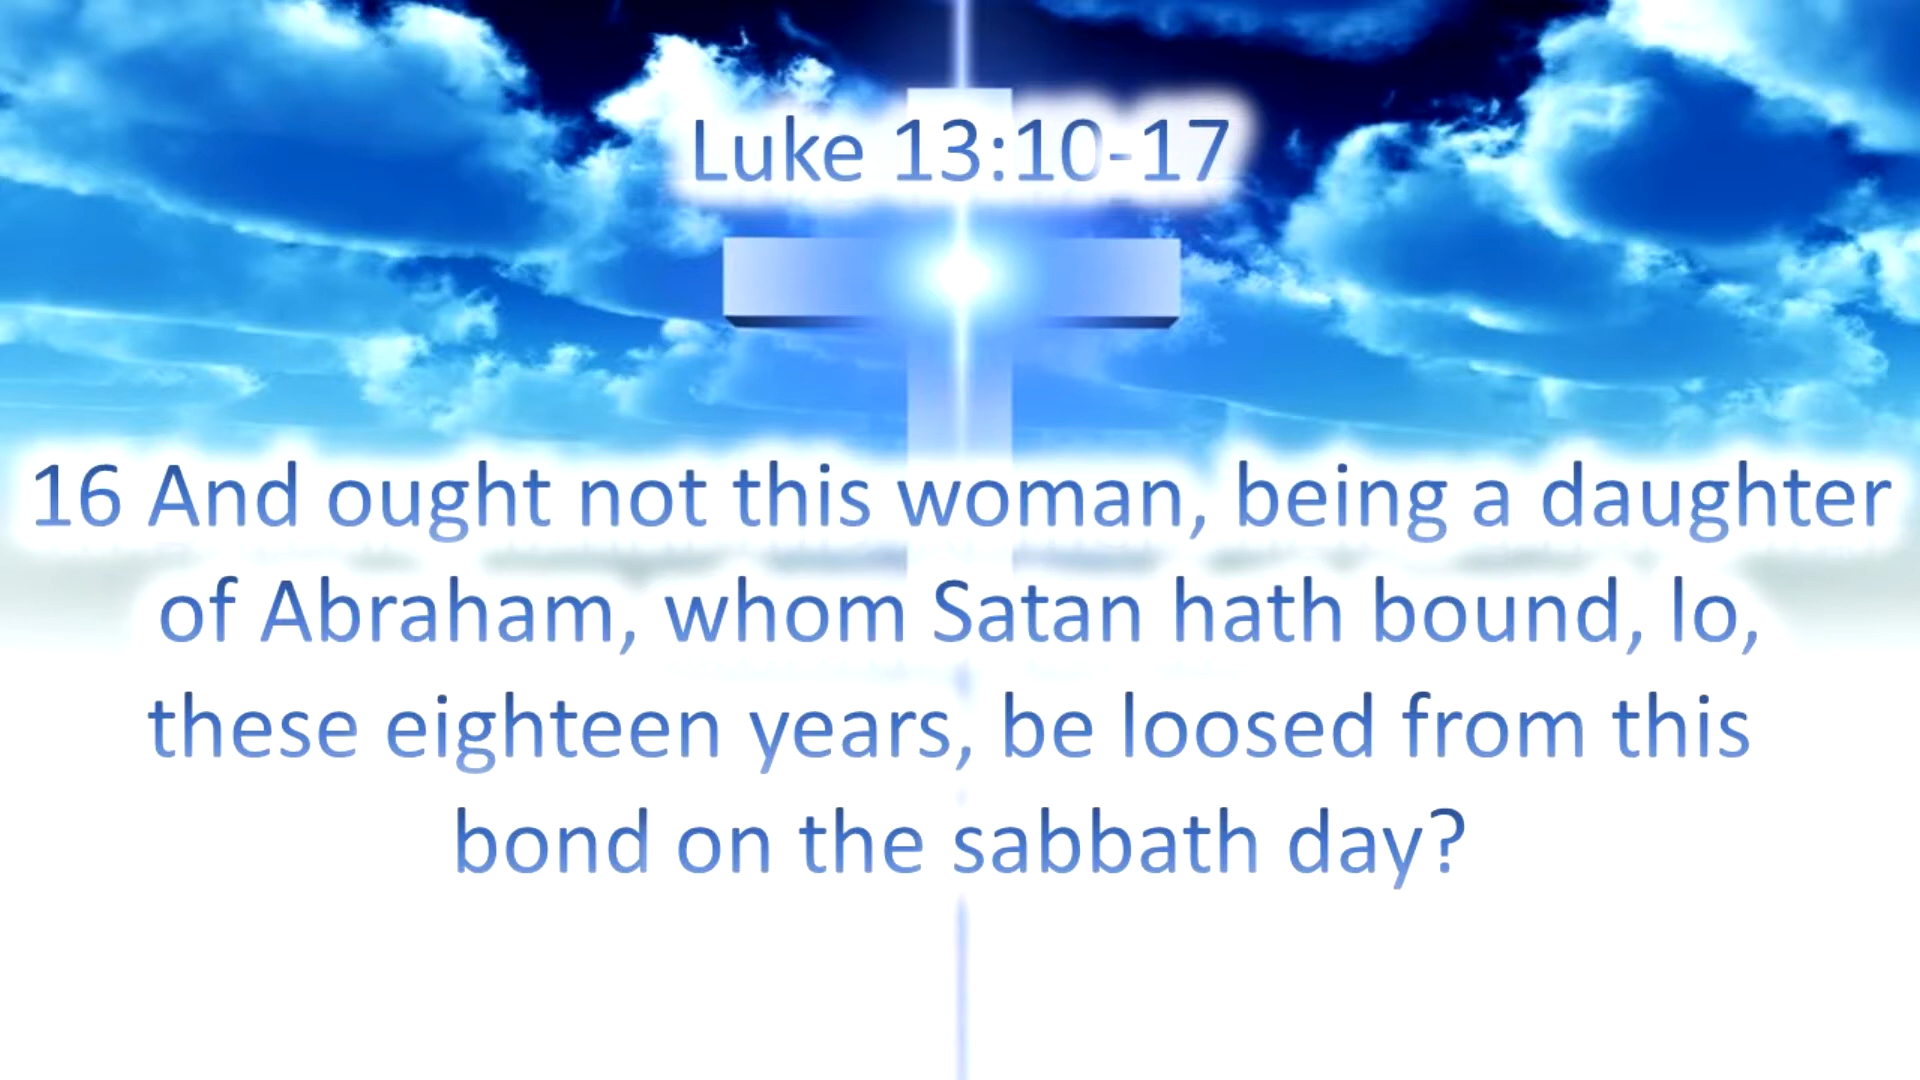 Luke 13:10-17
16 And ought not this woman, being a daughter
of Abraham, whom Satan hath bound, lo,
these eighteen years, be loosed from this
bond on the sabbath day?